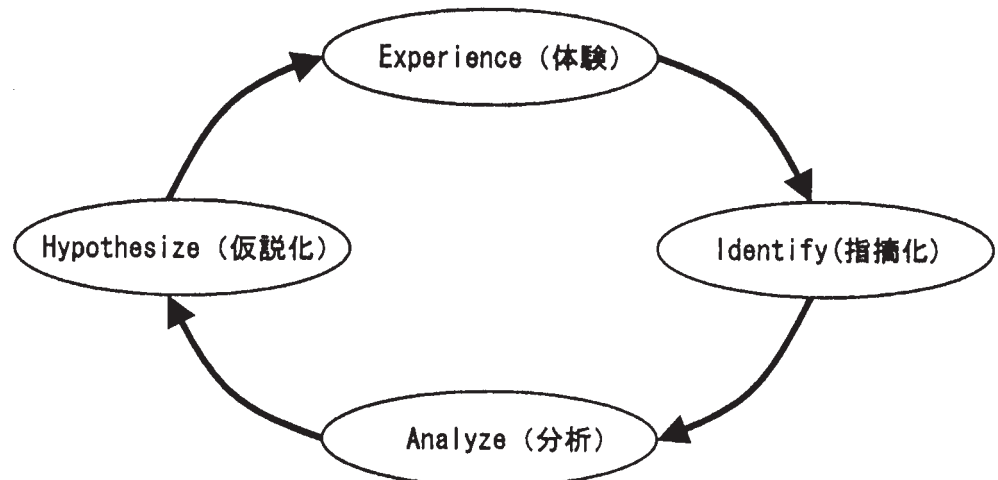 Experience (体験)
Hypothesize (仮説化)
Identify(指摘化)
Analyze (分析)